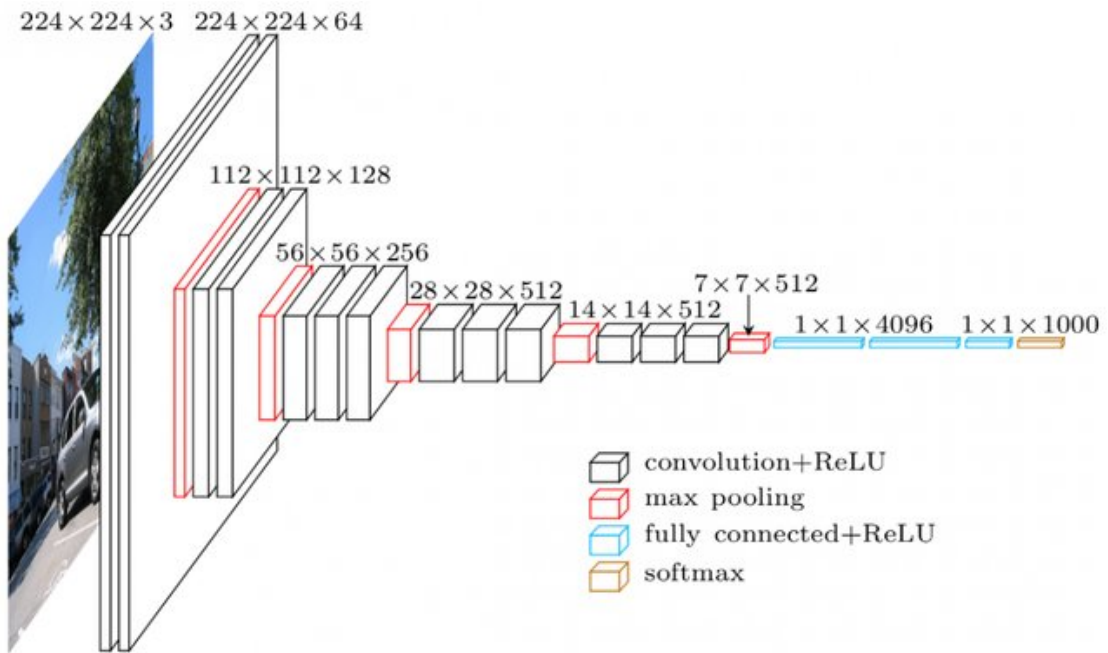 224 × 224 × 3
224 × 224 × 64
112 × 112 × 128
56 × 56 × 256
28 × 28 × 512
14 × 14 × 512
7 × 7 × 512
1 × 1 × 4096
1 × 1 × 1000
convolution+ReLU
max pooling
fully connected+ReLU
softmax